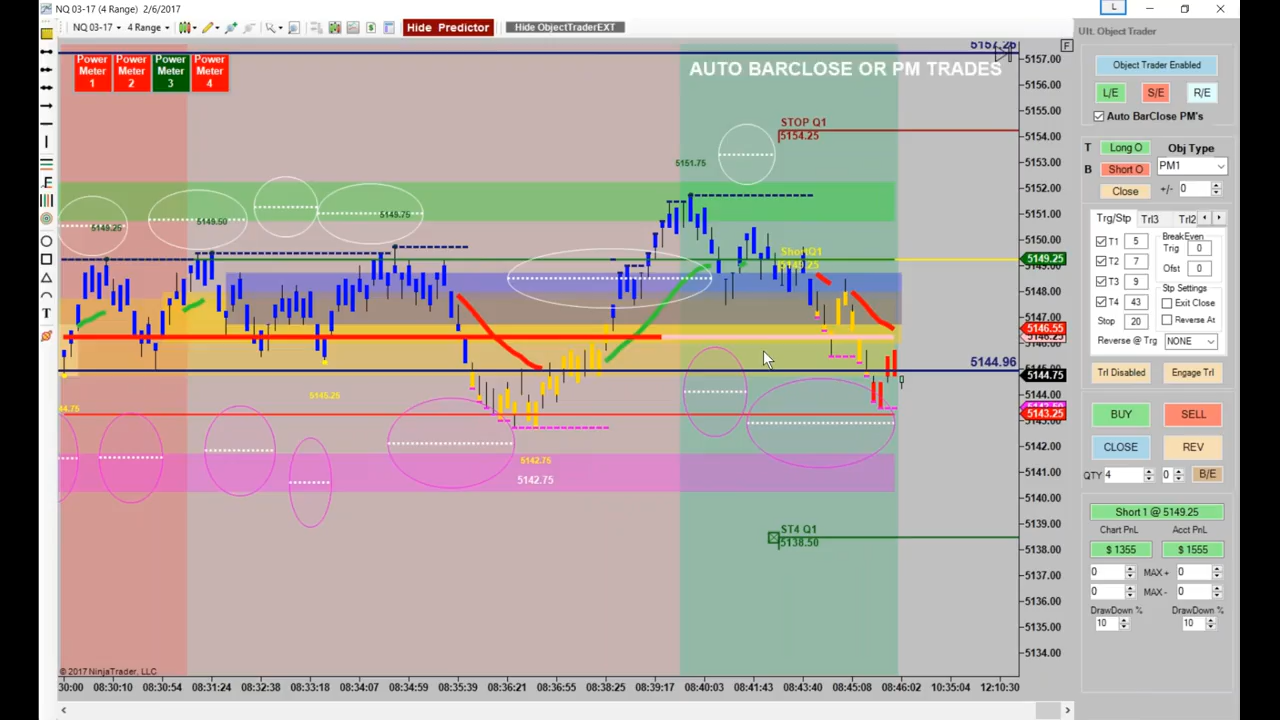 NQ 03-17 (4 Range) 2/6/2017
L
NQ 03-17
4 Range
Hide Predictor
Hide ObjectTraderEXT
Power Meter 1
Power Meter 2
Power Meter 3
Power Meter 4
AUTO BARCLOSE OR PM TRADES
F
STOP Q1
5154.25
5151.75
5149.25
5149.50
5149.75
ShortQ1
5149.25
5144.96
44.75
5145.25
5142.75
5142.75
ST4 Q1
5138.50
5157.00
5156.00
5155.00
5154.00
5153.00
5152.00
5151.00
5150.00
5149.25
5148.00
5147.00
5146.55
5146.25
5144.75
5144.00
5143.25
5142.00
5141.00
5140.00
5139.00
5138.00
5137.00
5136.00
5135.00
5134.00
© 2017 NinjaTrader, LLC
30:00 08:30:10 08:30:54 08:31:24 08:32:38 08:33:18 08:34:07 08:34:59 08:35:39 08:36:21 08:36:55 08:38:25 08:39:17 08:40:03 08:41:43 08:43:40 08:45:08 08:46:02 10:35:04 12:10:30
Ult. Object Trader
Object Trader Enabled
L/E S/E R/E
Auto BarClose PM's
T Long O Obj Type
B Short O PM1
Close +/- 0
Trg/Stp Trl3 Trl2
T1 5
T2 7
T3 9
T4 43
Stop 20
BreakEven
Trig 0
Ofst 0
Stp Settings
Exit Close
Reverse At
Reverse @ Trg NONE
Trl Disabled Engage Trl
BUY SELL
CLOSE REV
QTY 4 0 B/E
Short 1 @ 5149.25
Chart PnL Acct PnL
$ 1355 $ 1555
0 MAX + 0
0 MAX - 0
DrawDown % DrawDown %
10 10